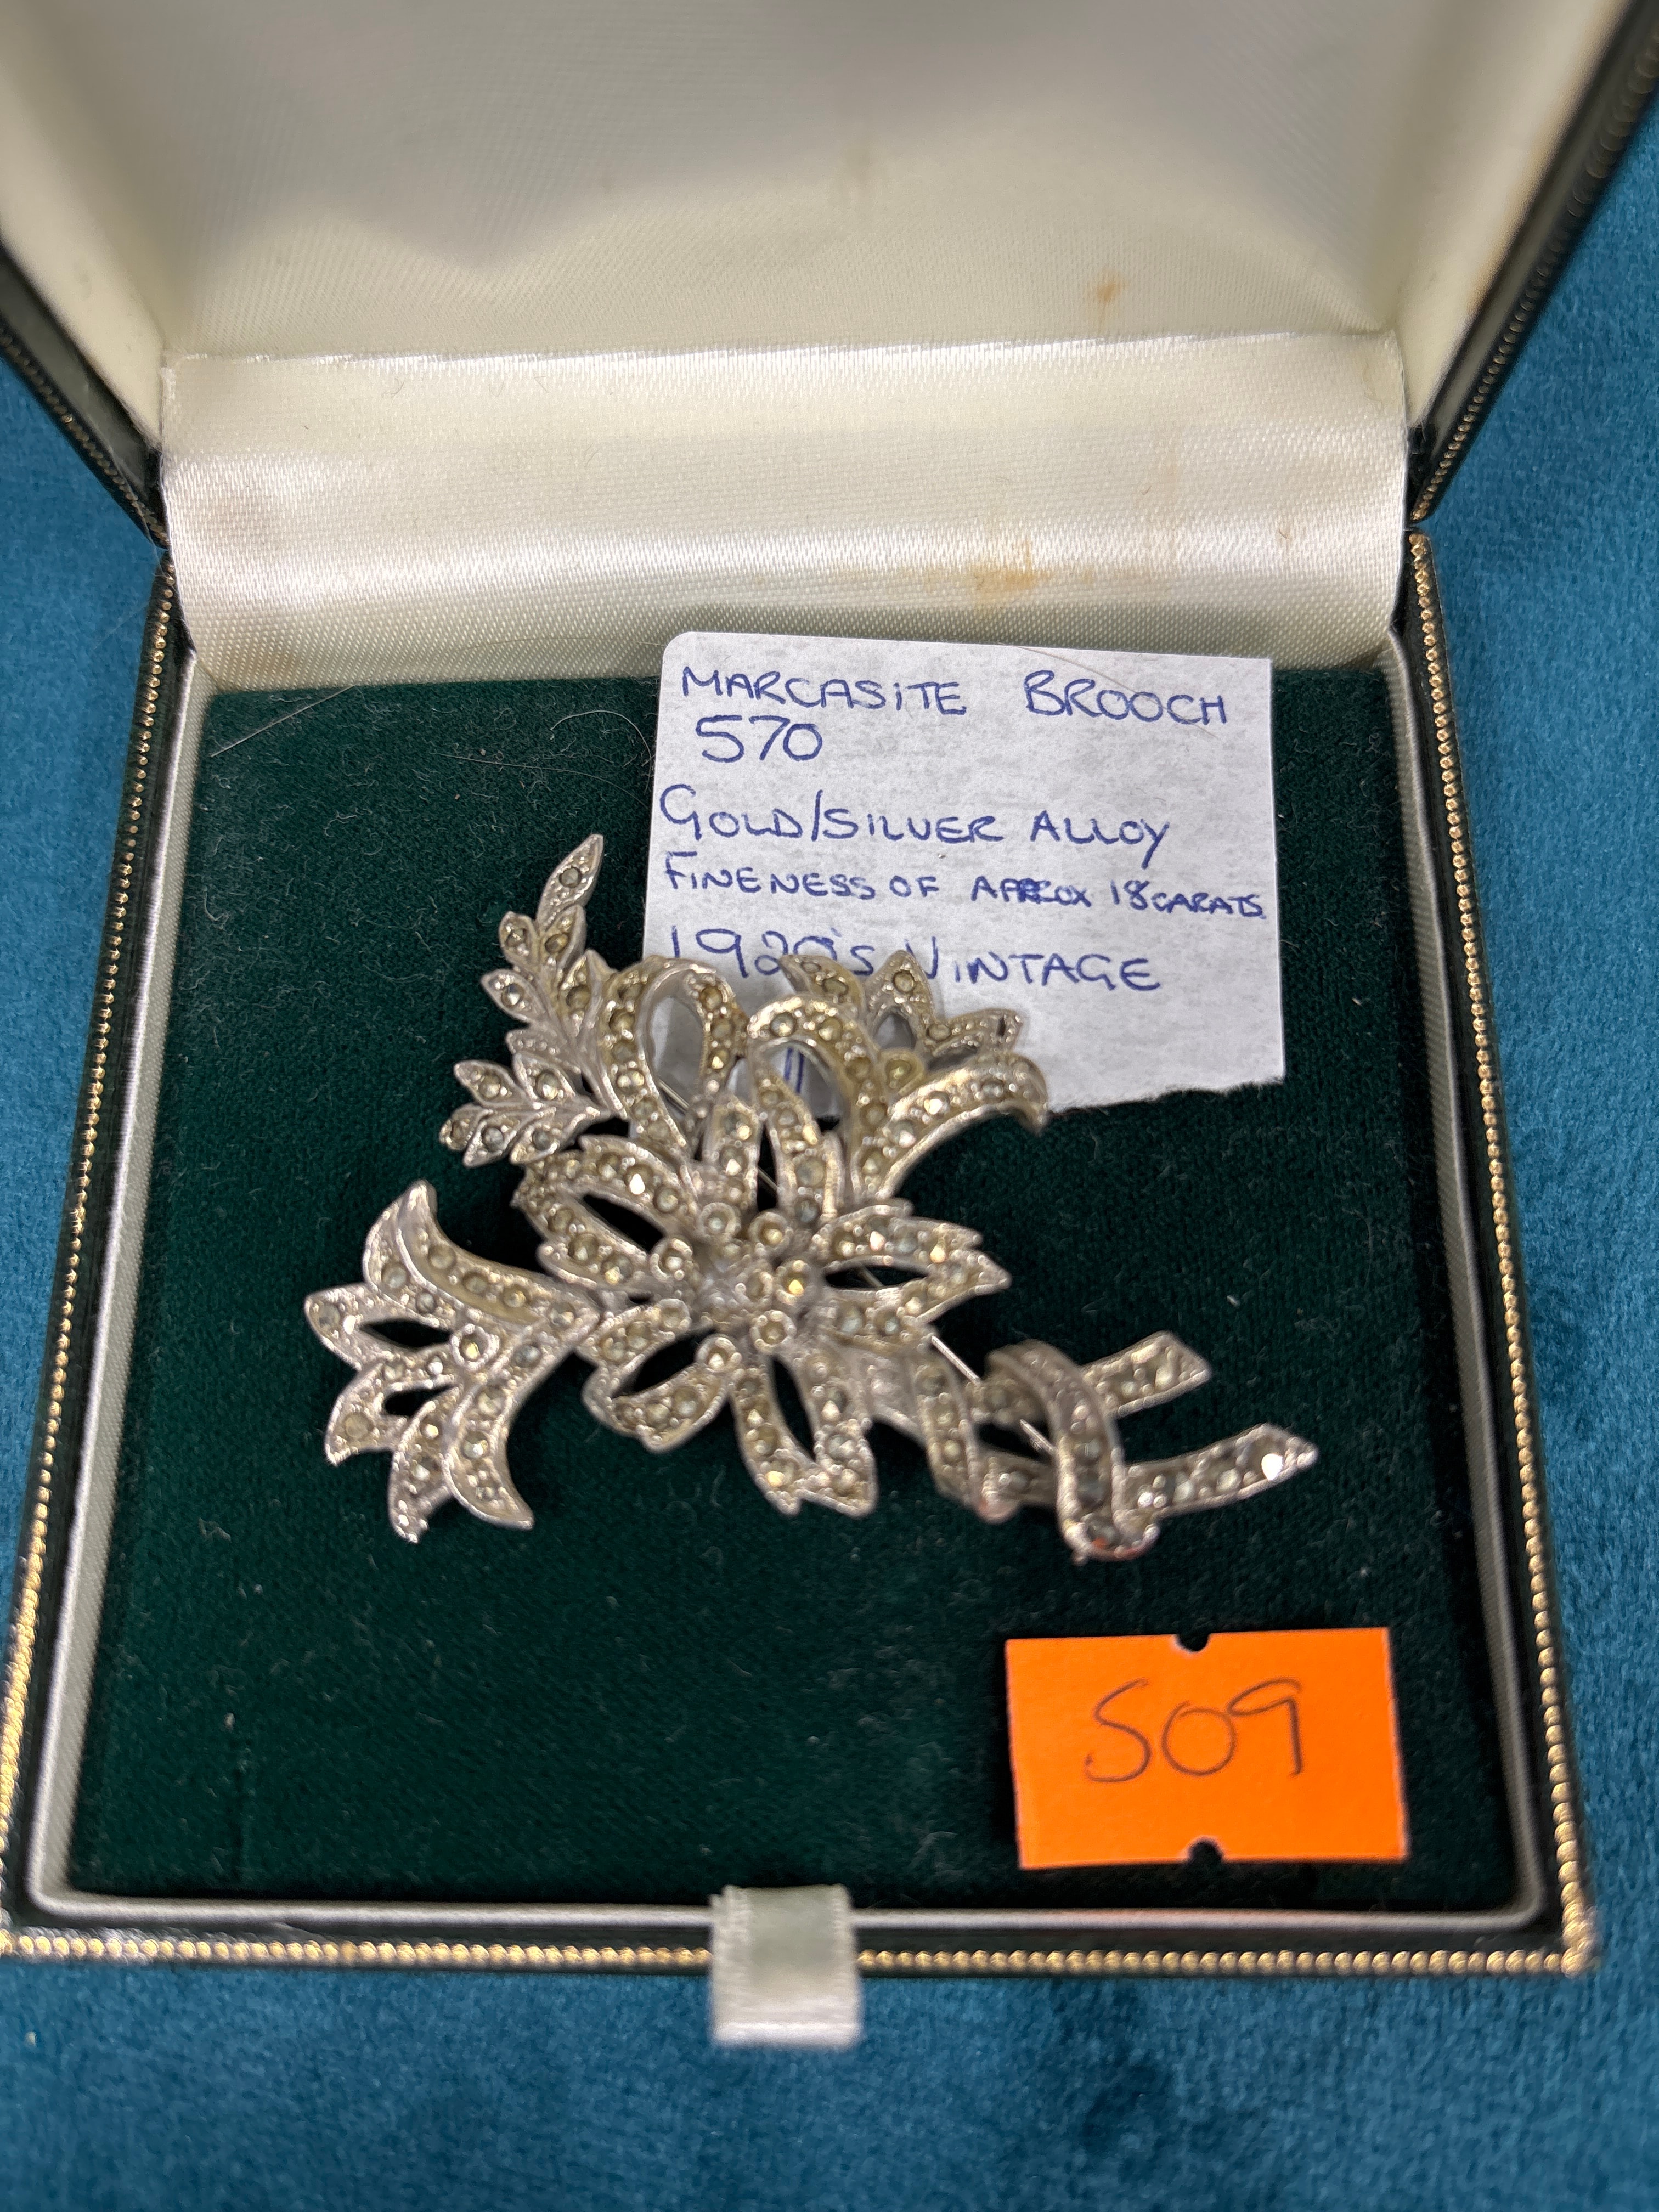 MARCASITE BROOCH
570
GOLD/SILVER ALLOY
FINENESS OF APPROX 18 CARATS
1920's VINTAGE
509